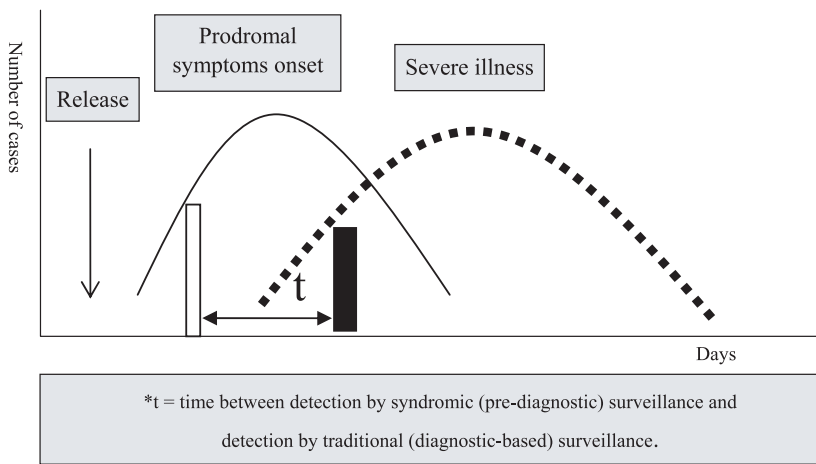 Number of cases
Release
Prodromal
symptoms onset
Severe illness
t
Days
*t = time between detection by syndromic (pre-diagnostic) surveillance and
detection by traditional (diagnostic-based) surveillance.